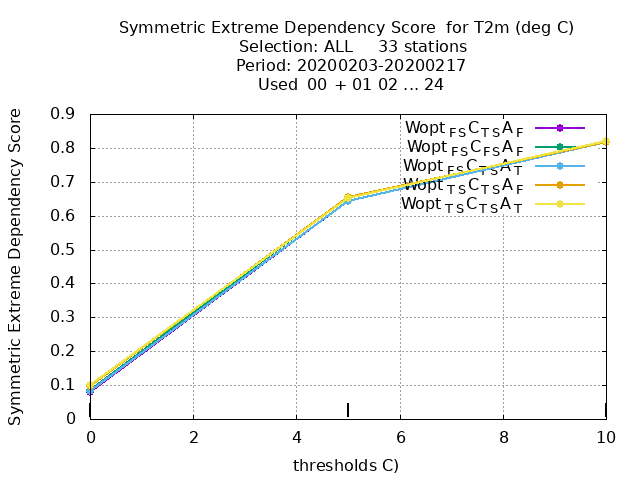 Symmetric Extreme Dependency Score for T2m (deg C)
Selection: ALL 33 stations
Period: 20200203-20200217
Used 00 + 01 02 ... 24
Symmetric Extreme Dependency Score
0.9
0.8
0.7
0.6
0.5
0.4
0.3
0.2
0.1
0
Wopt FS C TS A F
Wopt FS C FS A F
Wopt FS C TS A T
Wopt TS C TS A F
Wopt TS C TS A T
0 2 4 6 8 10
thresholds C)